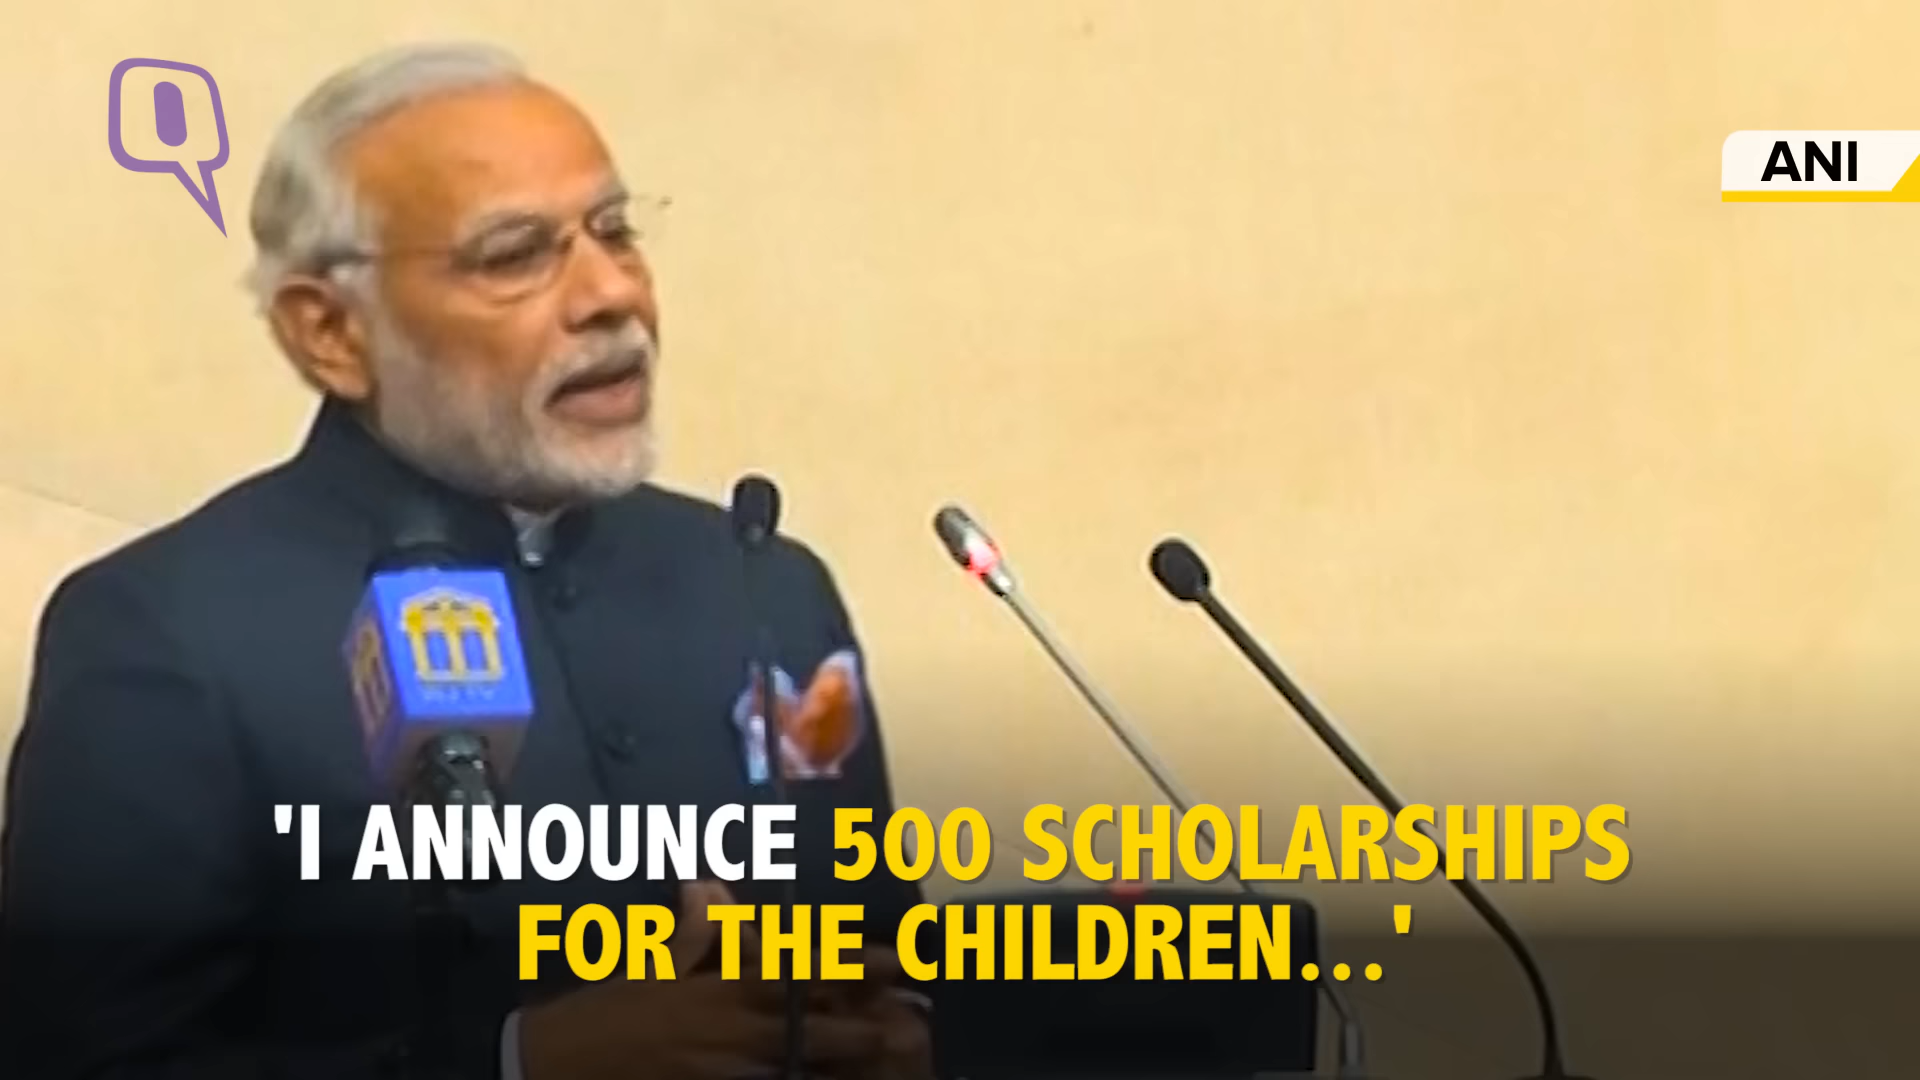 ANI
'I ANNOUNCE 500 SCHOLARSHIPS
FOR THE CHILDREN...'